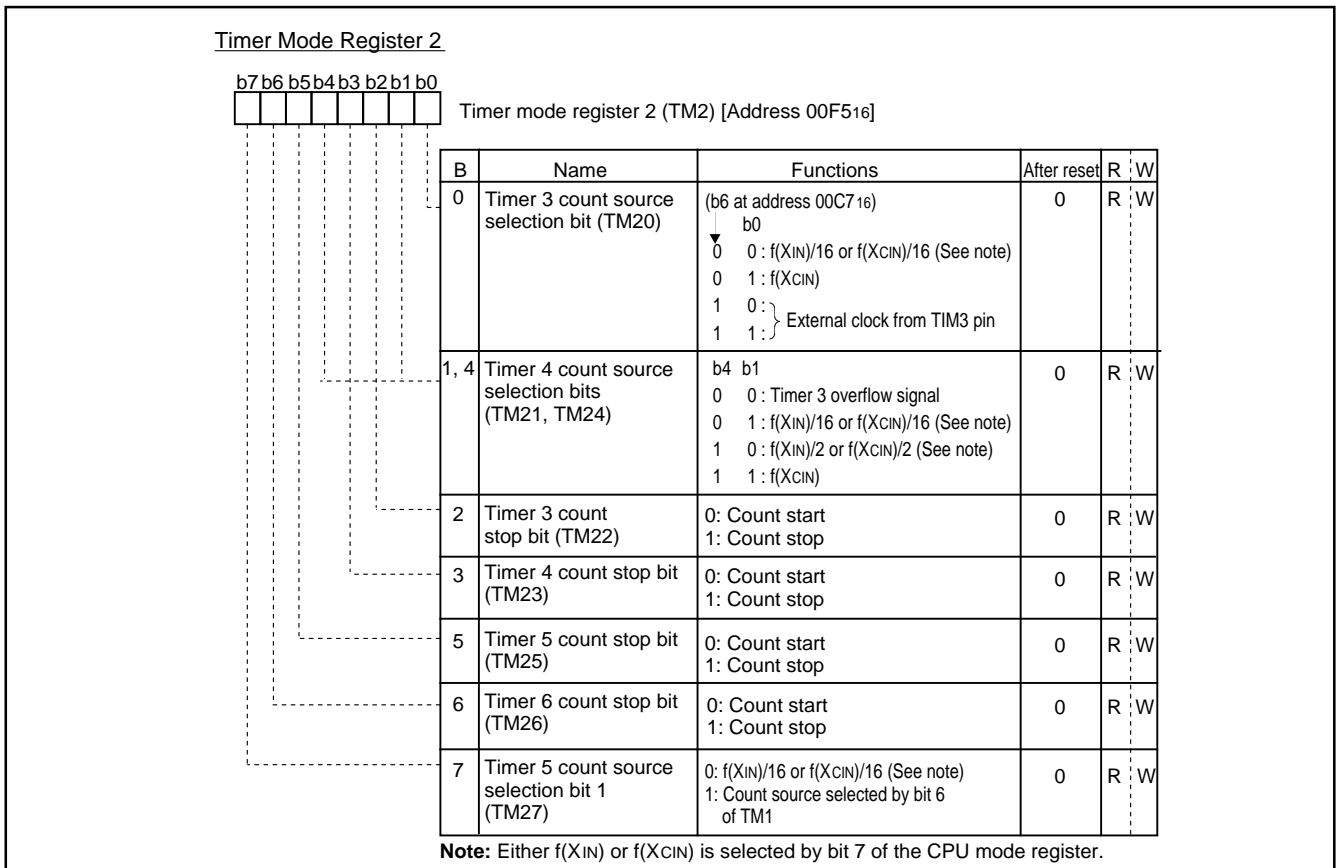 Timer Mode Register 2
b7 b6 b5 b4 b3 b2 b1 b0
Timer mode register 2 (TM2) [Address 00F516]
B Name Functions After reset R W
0 Timer 3 count source selection bit (TM20) 0 R W
(b6 at address 00C716)
b0
0 0 : f(XIN)/16 or f(XCIN)/16 (See note)
0 1 : f(XCIN)
1 0 :
1 1 :
External clock from TIM3 pin
1, 4 Timer 4 count source selection bits (TM21, TM24) 0 R W
b4 b1
0 0 : Timer 3 overflow signal
0 1 : f(XIN)/16 or f(XCIN)/16 (See note)
1 0 : f(XIN)/2 or f(XCIN)/2 (See note)
1 1 : f(XCIN)
2 Timer 3 count stop bit (TM22) 0 R W
0: Count start
1: Count stop
3 Timer 4 count stop bit (TM23) 0 R W
0: Count start
1: Count stop
5 Timer 5 count stop bit (TM25) 0 R W
0: Count start
1: Count stop
6 Timer 6 count stop bit (TM26) 0 R W
0: Count start
1: Count stop
7 Timer 5 count source selection bit 1 (TM27) 0 R W
0: f(XIN)/16 or f(XCIN)/16 (See note)
1: Count source selected by bit 6
of TM1
Note: Either f(XIN) or f(XCIN) is selected by bit 7 of the CPU mode register.